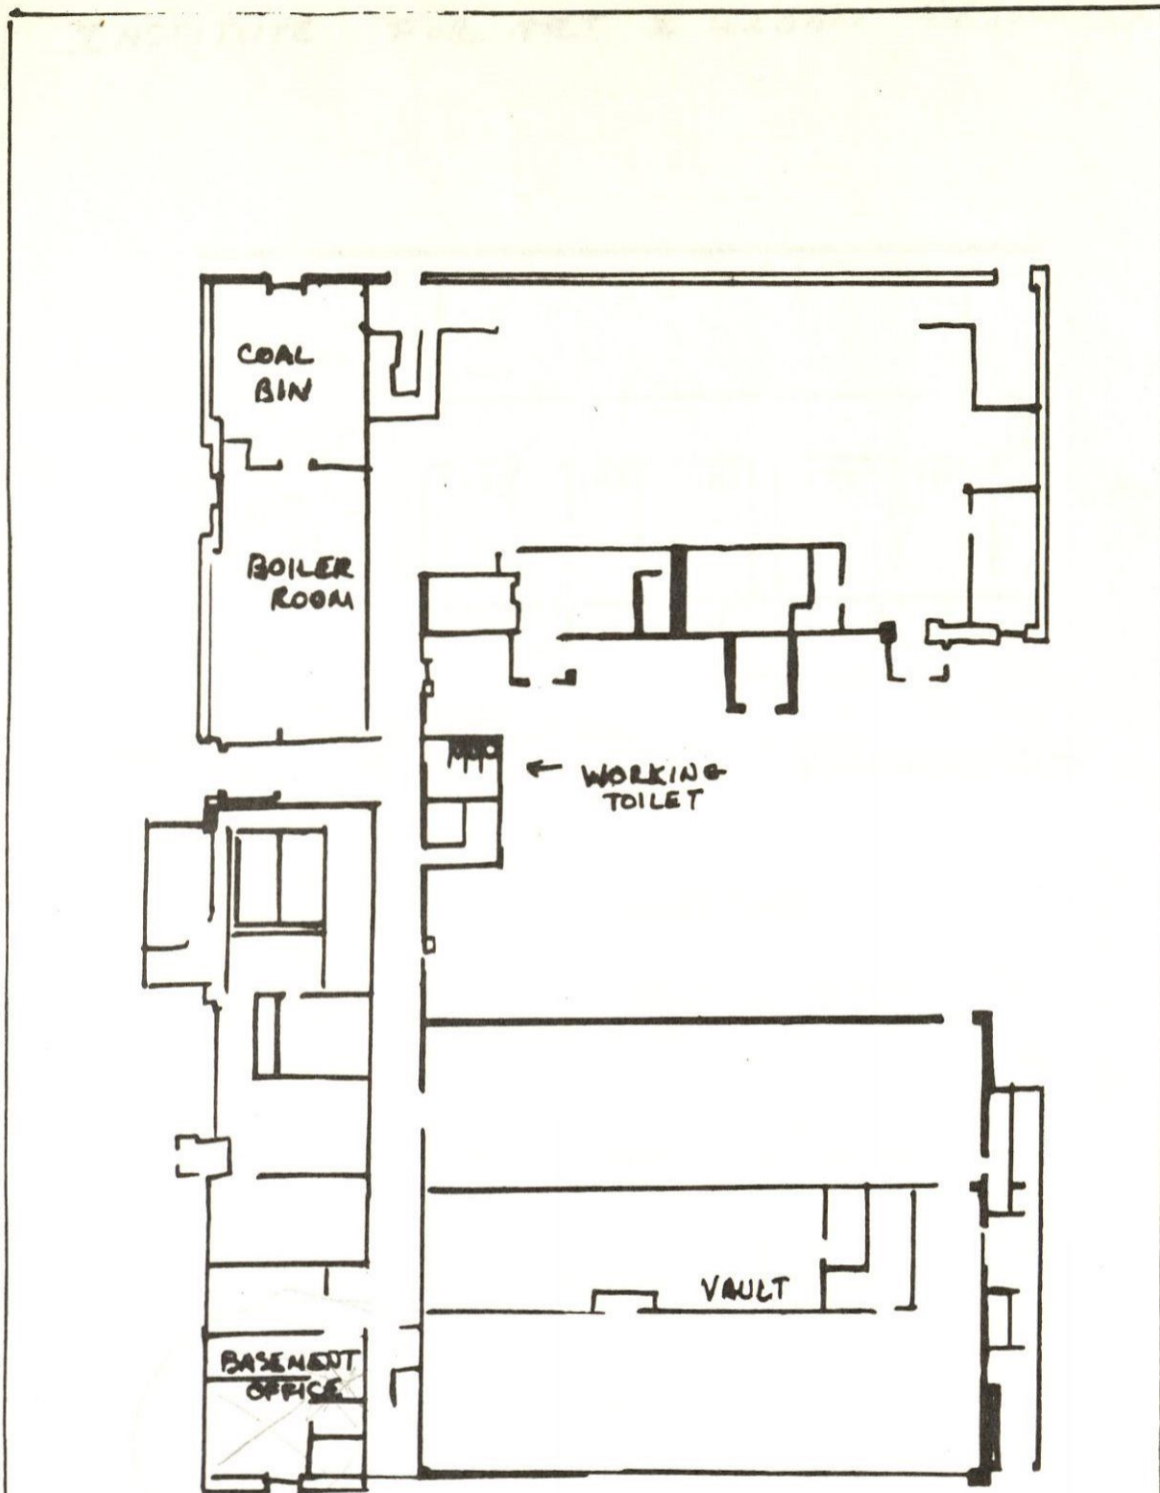 COAL
BIN
BOILER
ROOM
← WORKING
TOILET
VAULT
BASEMENT
OFFICE